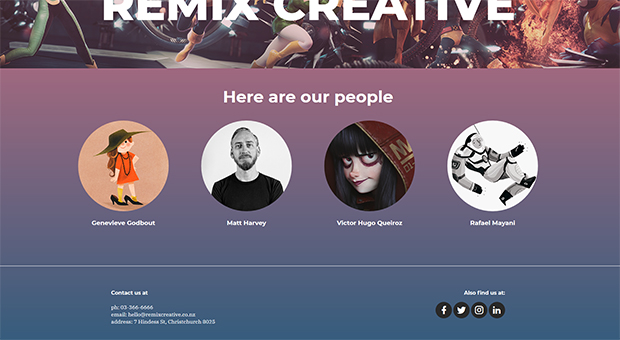 REMIX CREATIVE
Here are our people
Genevieve Godbout
Matt Harvey
Victor Hugo Queiroz
Rafael Mayani
Contact us at
Also find us at:
ph: 03-366-6666
email: hello@remixcreative.co.nz
address: 7 Hindess St, Christchurch 8025